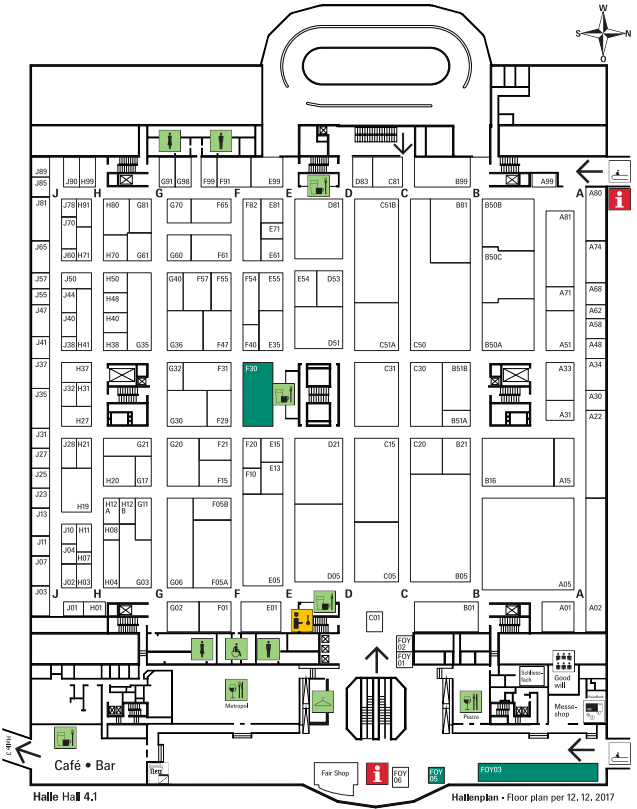 W
S N
O
J89
J85
J90 H99
G91 G98
F99 F91
E99
D83 C81
B99
A99
J H G F E D C B A
A80
J81
J78 H91
J70
J60 H71
H80 G81
H70 G61
G70 F65
G60 F61
F82 E81
E71
E61
D81
C51B
B81
B50B
B50C
A81
A74
J65
J57
J55
J47
J41
J50
J44
J40
J38 H41
H50
H48
H40
H38 G35
G40 F57 F55
G36 F47
F54 E55
F40 E35
E54 D53
D51
C51A
C50
B50A
A71
A51
A68
A62
A58
A48
J37
J35
J31
H37
J32 H31
H27
G32 F31
G30 F29
F30
C31
C30 B51B
B51A
A33
A31
A34
A30
A22
J27
J25
J23
J13
J11
J07
J03
J28 H21
H19
G21
H20 G17
G20 F21
F15
F20 E15
F10 E13
D21
C15
C20 B21
B16
A15
J10 H11
J04
H07
J02 H03
H12 A
H12 B
G11
H08
H04 G03
F05B
G06 F05A
E05
D05
C05
B05
A05
J H G F E D C B A
J01 H01
G02 F01
E01
C01
B01
A01
A02
FOY 02
FOY 01
Metropol
Piazza
Schliess-
fach
Good
will
Messe-
shop
Halle 3
Café • Bar
Fair Shop
FOY 06
FOY 05
FOY03
Halle Hall 4.1
Hallenplan • Floor plan per 12. 12. 2017